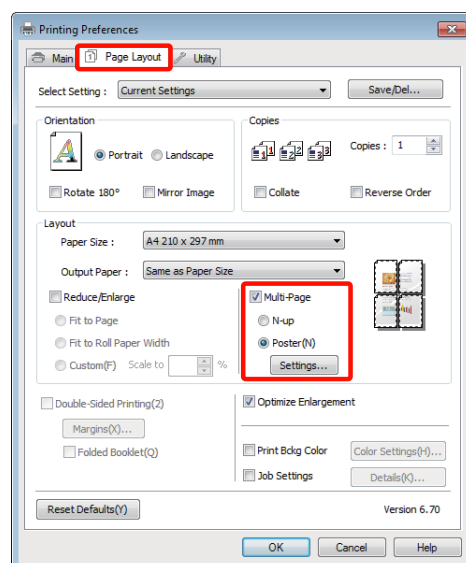 Printing Preferences
Main Page Layout Utility
Select Setting : Current Settings Save/Del...
Orientation
Portrait Landscape
Rotate 180° Mirror Image
Copies
Copies : 1
Collate Reverse Order
Layout
Paper Size : A4 210 x 297 mm
Output Paper : Same as Paper Size
Reduce/Enlarge
Fit to Page
Fit to Roll Paper Width
Custom(F) Scale to %
Multi-Page
N-up
Poster(N)
Settings...
Double-Sided Printing(2)
Margins(X)...
Folded Booklet(Q)
Optimize Enlargement
Print Bckg Color Color Settings(H)...
Job Settings Details(K)...
Reset Defaults(Y) Version 6.70
OK Cancel Help